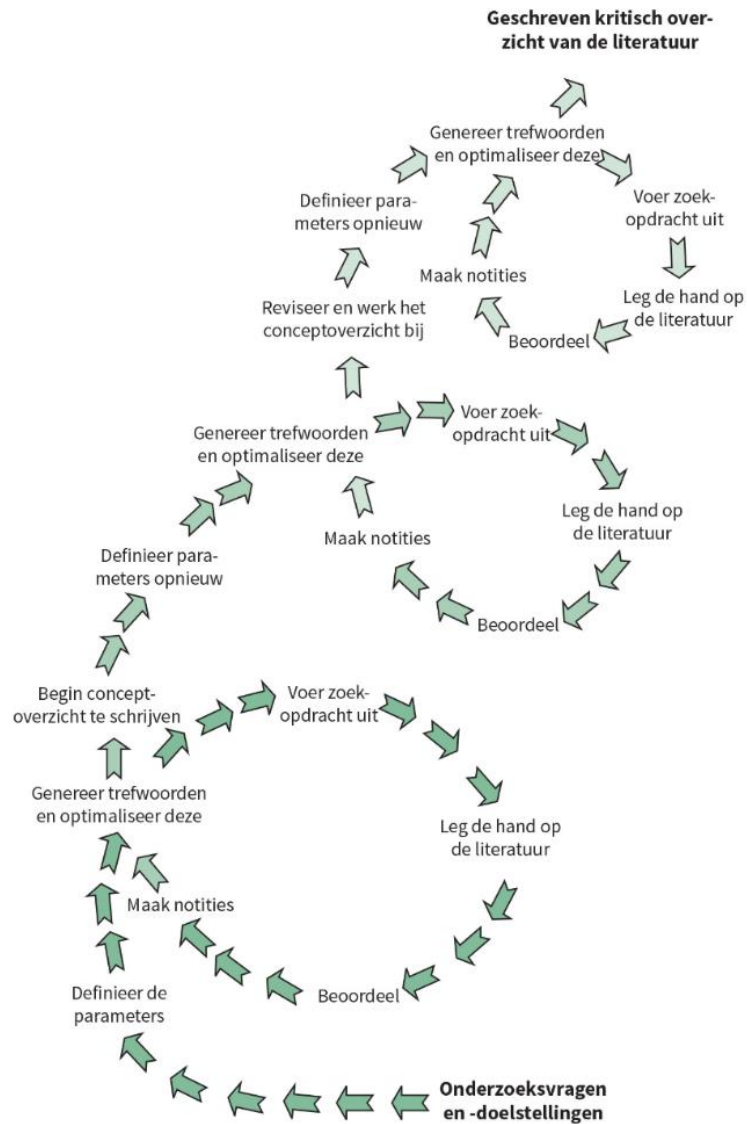 Geschreven kritisch over-
zicht van de literatuur
Genereer trefwoorden
en optimaliseer deze
Definieer para-
meters opnieuw
Voer zoek-
opdracht uit
Maak notities
Leg de hand op
de literatuur
Reviseer en werk het
conceptoverzicht bij
Beoordeel
Voer zoek-
opdracht uit
Genereer trefwoorden
en optimaliseer deze
Leg de hand op
de literatuur
Maak notities
Definieer para-
meters opnieuw
Beoordeel
Begin concept-
overzicht te schrijven
Voer zoek-
opdracht uit
Genereer trefwoorden
en optimaliseer deze
Leg de hand op
de literatuur
Maak notities
Definieer de
parameters
Beoordeel
Onderzoeksvragen
en -doelstellingen